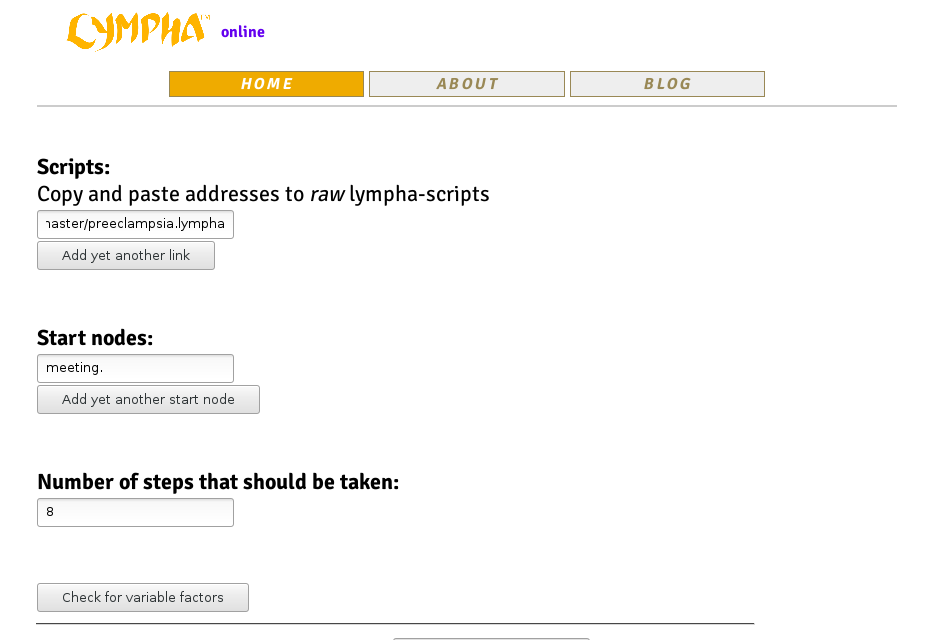 LYMPHA™ online
HOME ABOUT BLOG
Scripts:
Copy and paste addresses to raw lympha-scripts
master/preeclampsia.lympha
Add yet another link
Start nodes:
meeting.
Add yet another start node
Number of steps that should be taken:
8
Check for variable factors